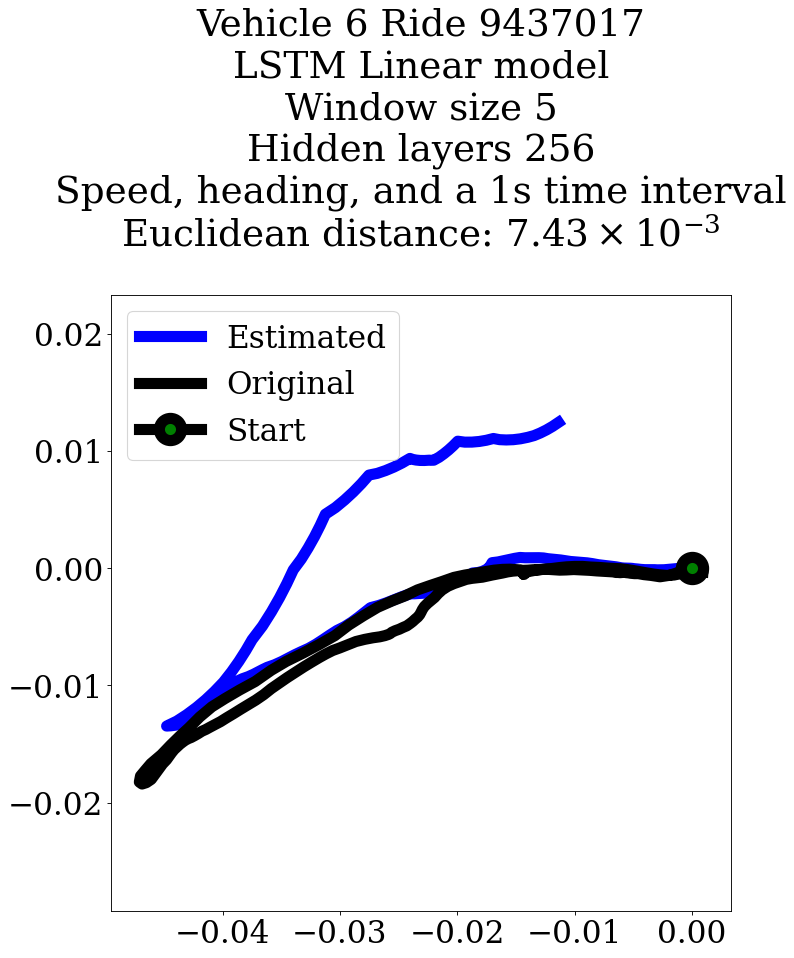 Vehicle 6 Ride 9437017
LSTM Linear model
Window size 5
Hidden layers 256
Speed, heading, and a 1s time interval
Euclidean distance: 7.43 × 10⁻³
Estimated
Original
Start
0.02
0.01
0.00
−0.01
−0.02
−0.04 −0.03 −0.02 −0.01 0.00